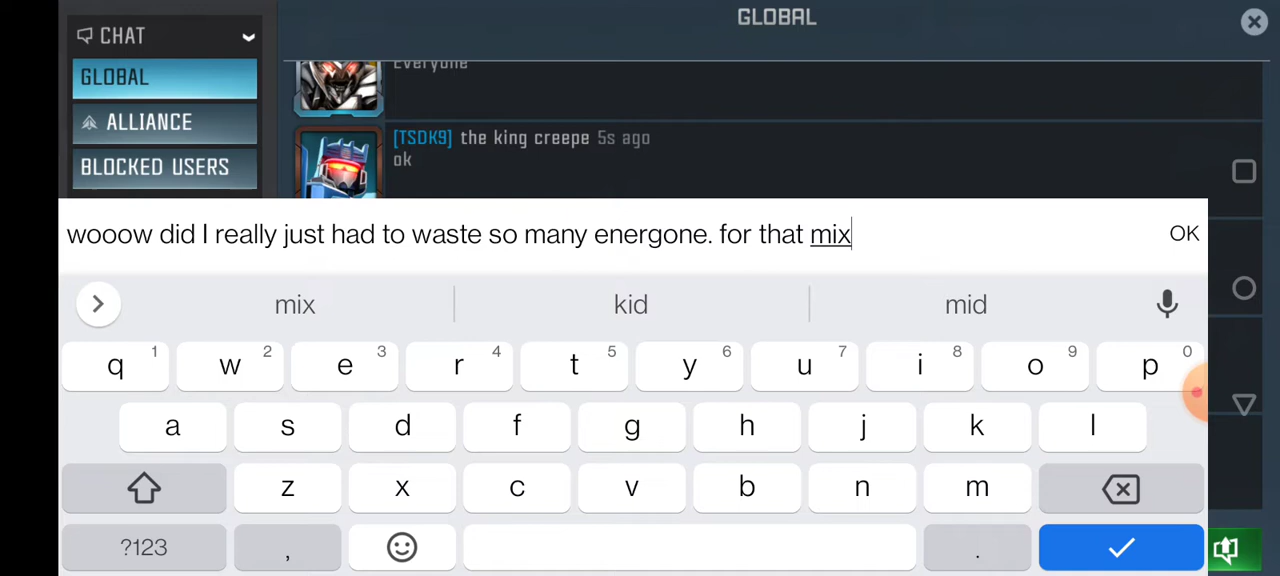 GLOBAL
CHAT
GLOBAL
ALLIANCE
BLOCKED USERS
Everyone
[TSDK9] the king creepe 5s ago
ok
wooow did I really just had to waste so many energone. for that mix
OK
mix kid mid
q 1 w 2 e 3 r 4 t 5 y 6 u 7 i 8 o 9 p 0
a s d f g h j k l
z x c v b n m
?123 , .